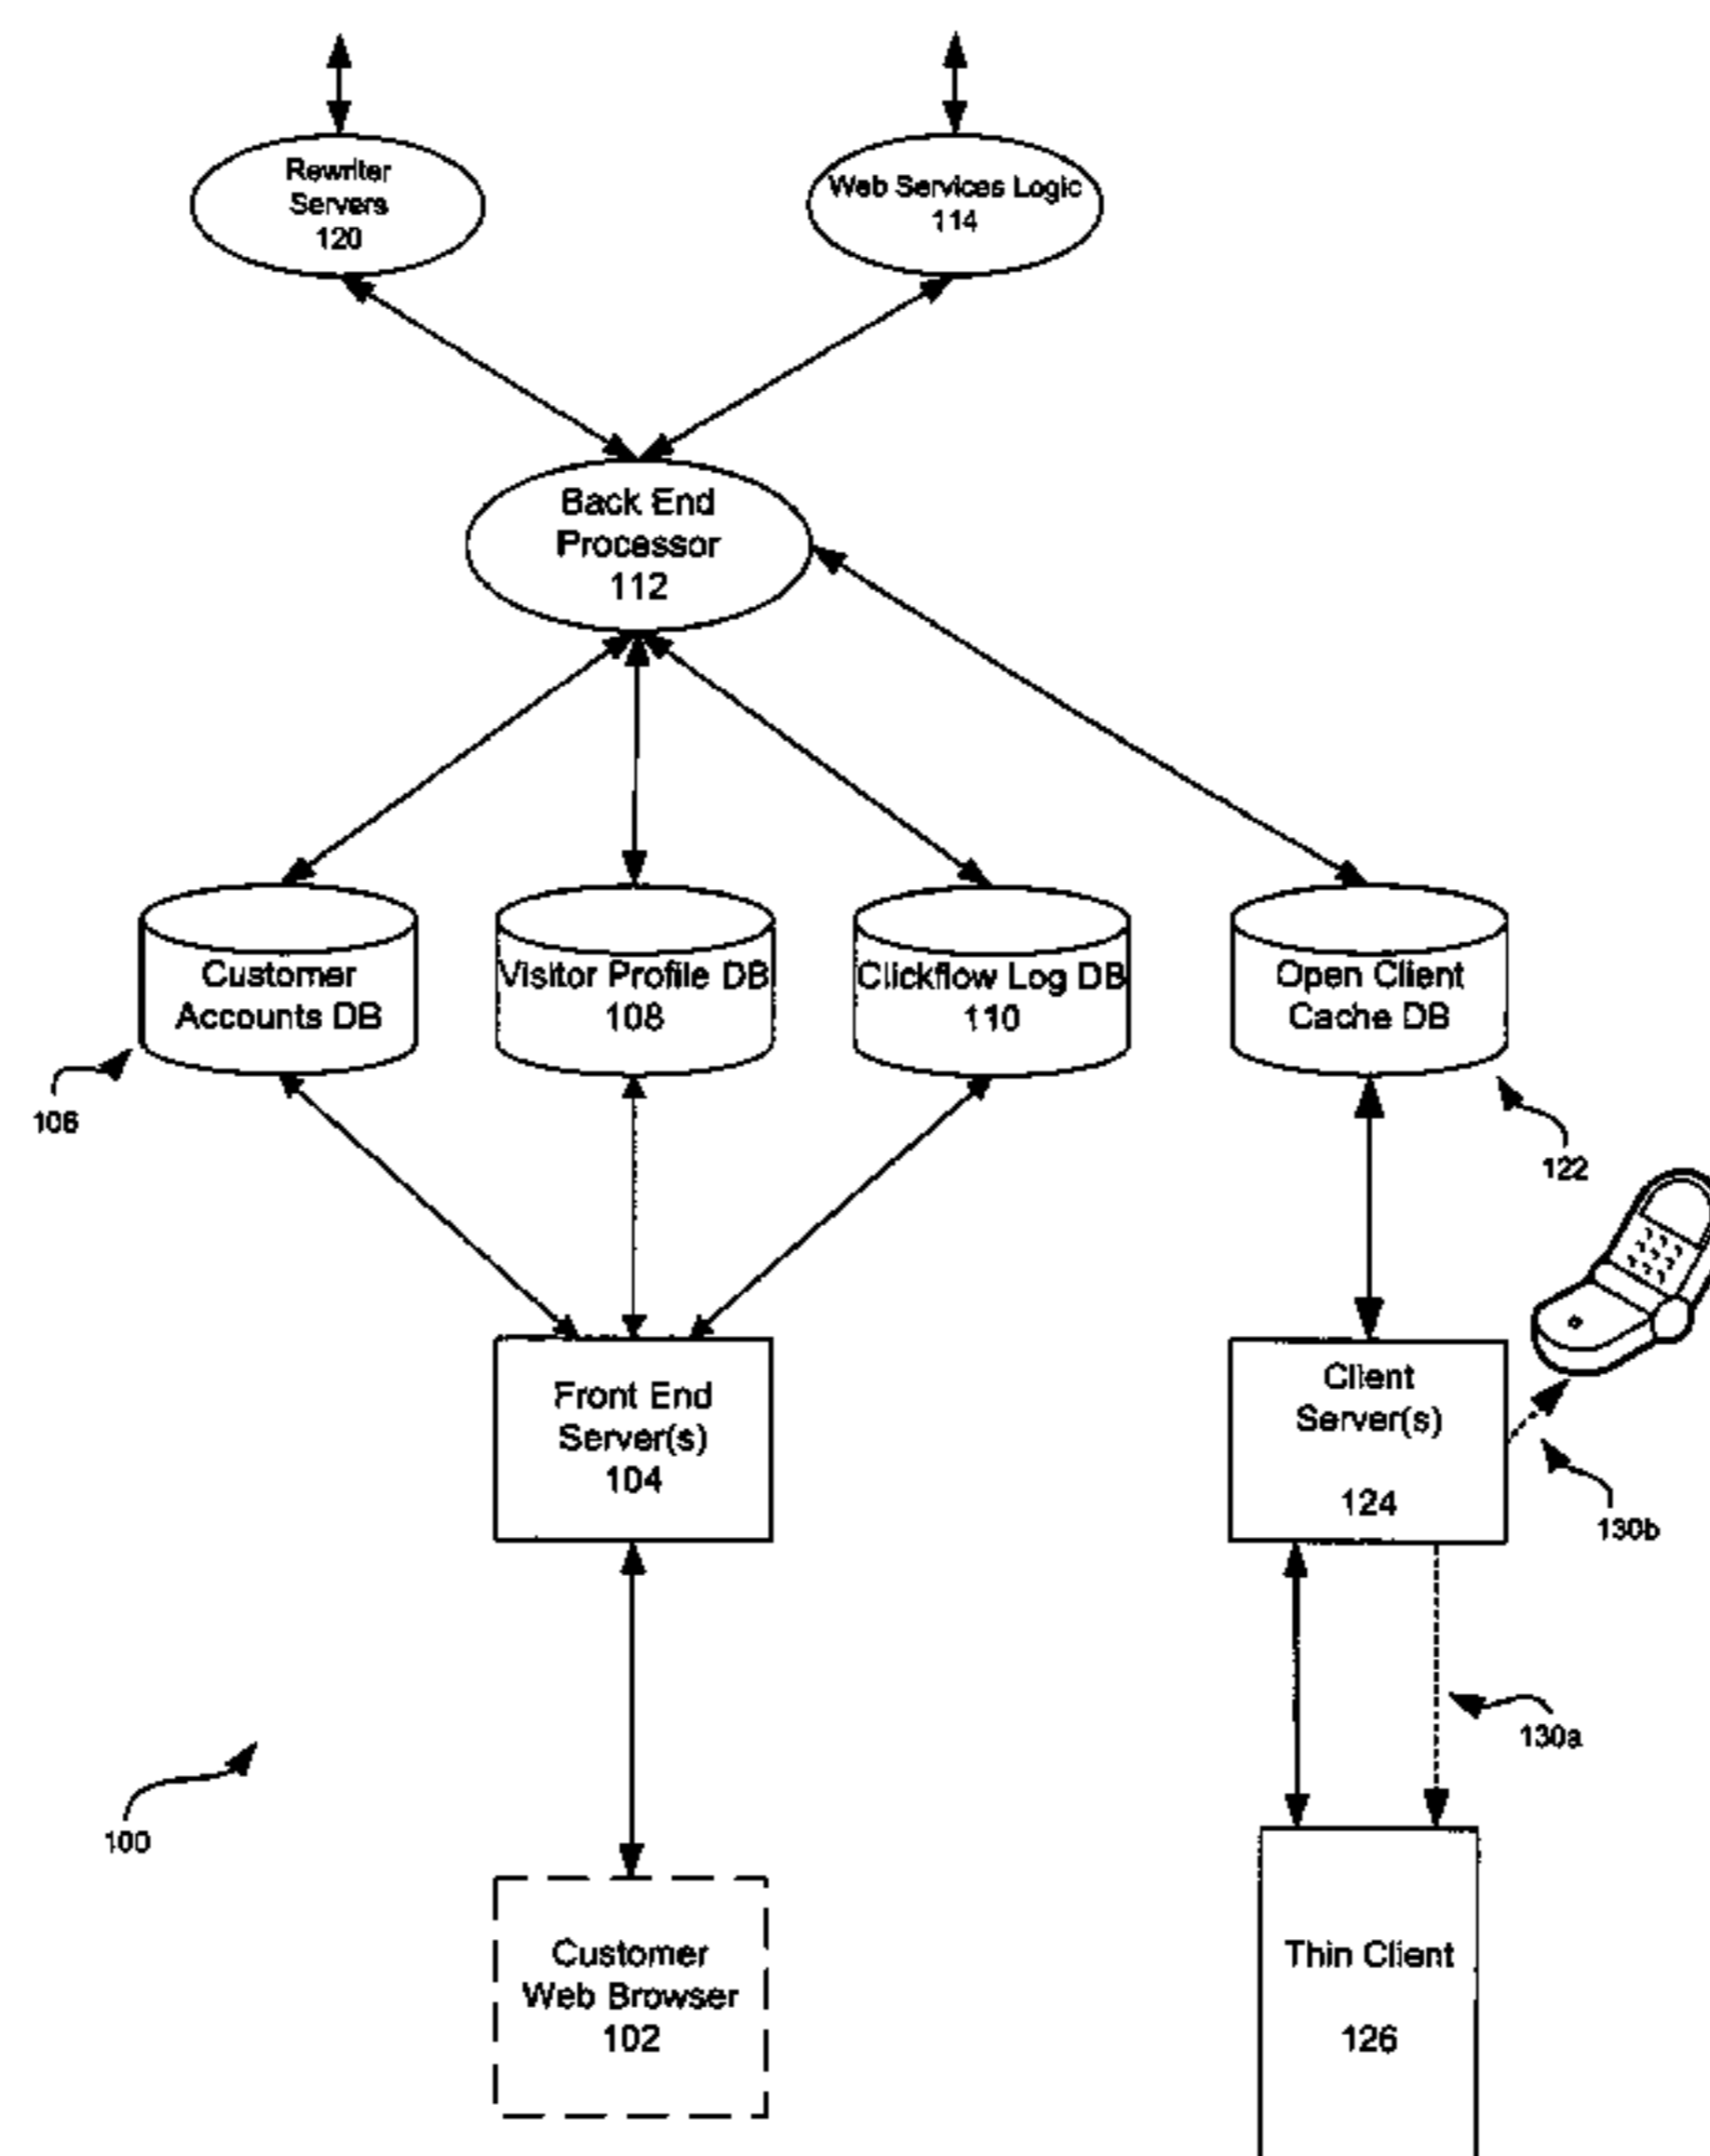 Rewriter
Servers
120
Web Services Logic
114
Back End
Processor
112
Customer
Accounts DB
106
Visitor Profile DB
108
Clickflow Log DB
110
Open Client
Cache DB
122
Front End
Server(s)
104
Client
Server(s)
124
130b
130a
100
Customer
Web Browser
102
Thin Client
126